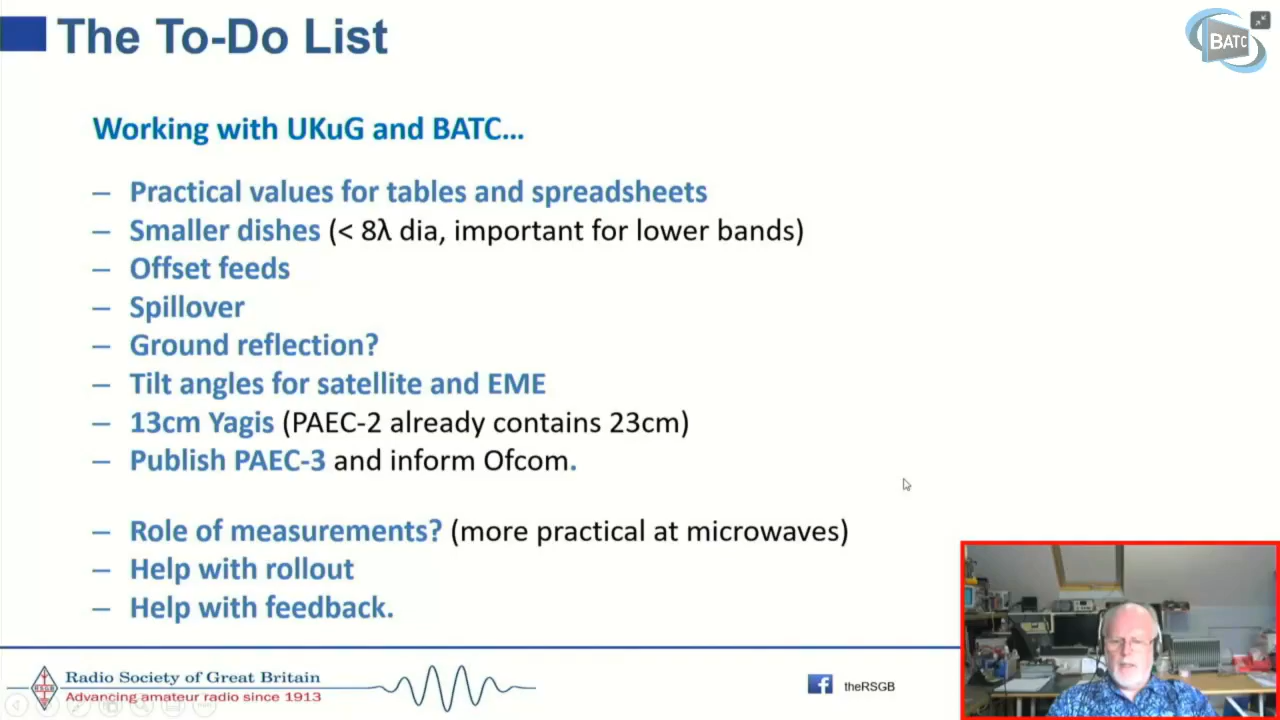 The To-Do List
BATC
Working with UKuG and BATC...
– Practical values for tables and spreadsheets
– Smaller dishes (< 8λ dia, important for lower bands)
– Offset feeds
– Spillover
– Ground reflection?
– Tilt angles for satellite and EME
– 13cm Yagis (PAEC-2 already contains 23cm)
– Publish PAEC-3 and inform Ofcom.
– Role of measurements? (more practical at microwaves)
– Help with rollout
– Help with feedback.
RSGB
Radio Society of Great Britain
Advancing amateur radio since 1913
f theRSGB